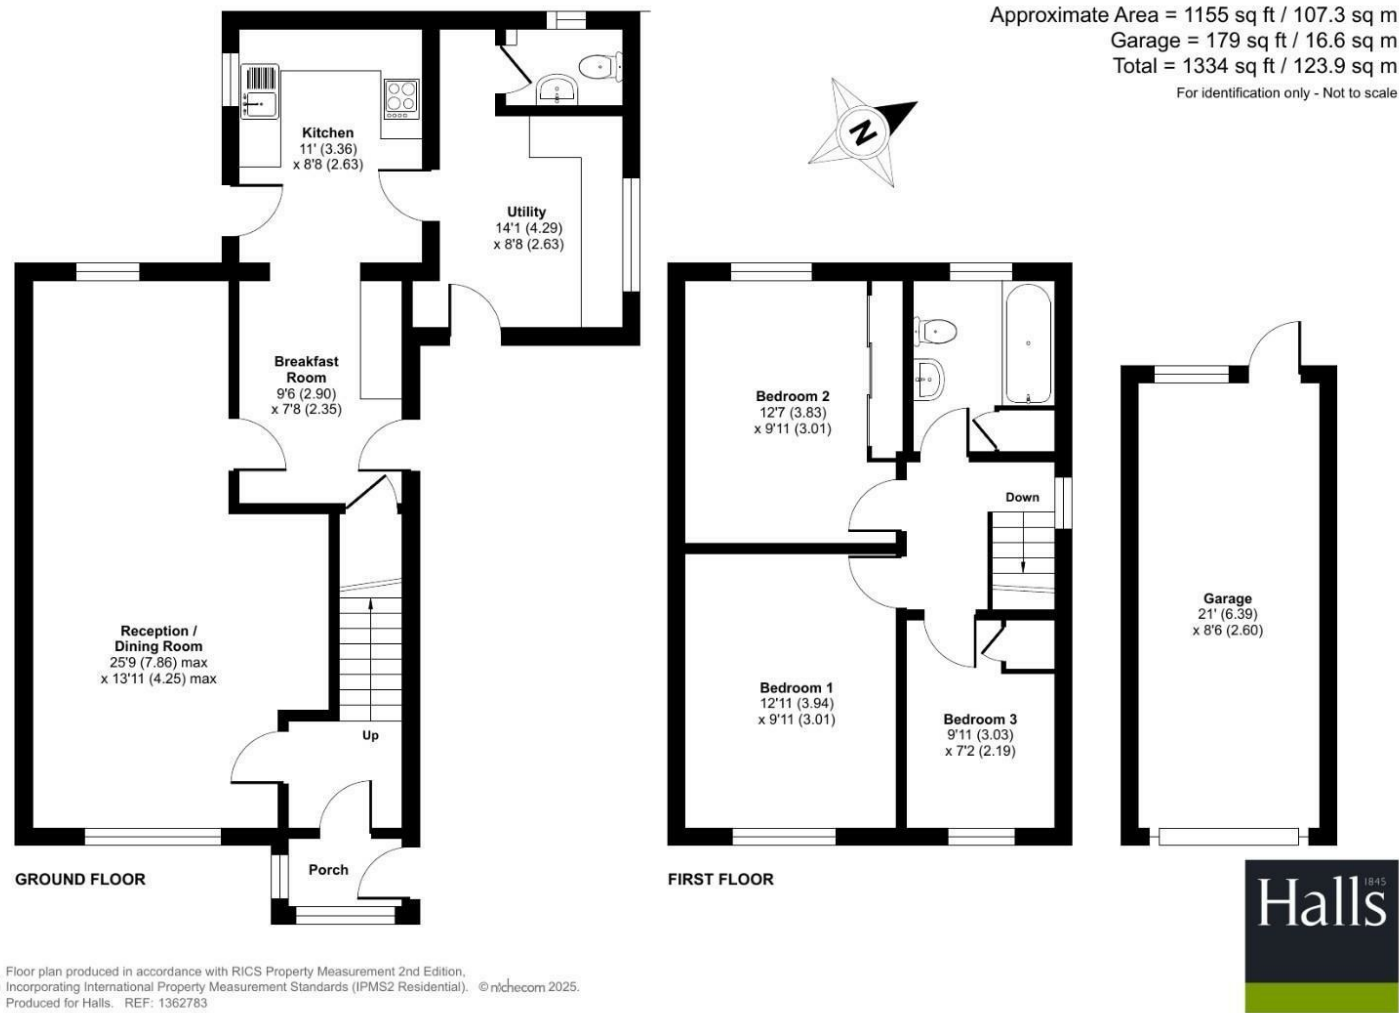 Approximate Area = 1155 sq ft / 107.3 sq m
Garage = 179 sq ft / 16.6 sq m
Total = 1334 sq ft / 123.9 sq m
For identification only - Not to scale
N
Kitchen
11' (3.36)
x 8'8 (2.63)
Utility
14'1 (4.29)
x 8'8 (2.63)
Breakfast
Room
9'6 (2.90)
x 7'8 (2.35)
Reception /
Dining Room
25'9 (7.86) max
x 13'11 (4.25) max
Up
Porch
GROUND FLOOR
Bedroom 2
12'7 (3.83)
x 9'11 (3.01)
Down
Bedroom 1
12'11 (3.94)
x 9'11 (3.01)
Bedroom 3
9'11 (3.03)
x 7'2 (2.19)
FIRST FLOOR
Garage
21' (6.39)
x 8'6 (2.60)
1845
Halls
Floor plan produced in accordance with RICS Property Measurement 2nd Edition,
Incorporating International Property Measurement Standards (IPMS2 Residential). © nichecom 2025.
Produced for Halls. REF: 1362783